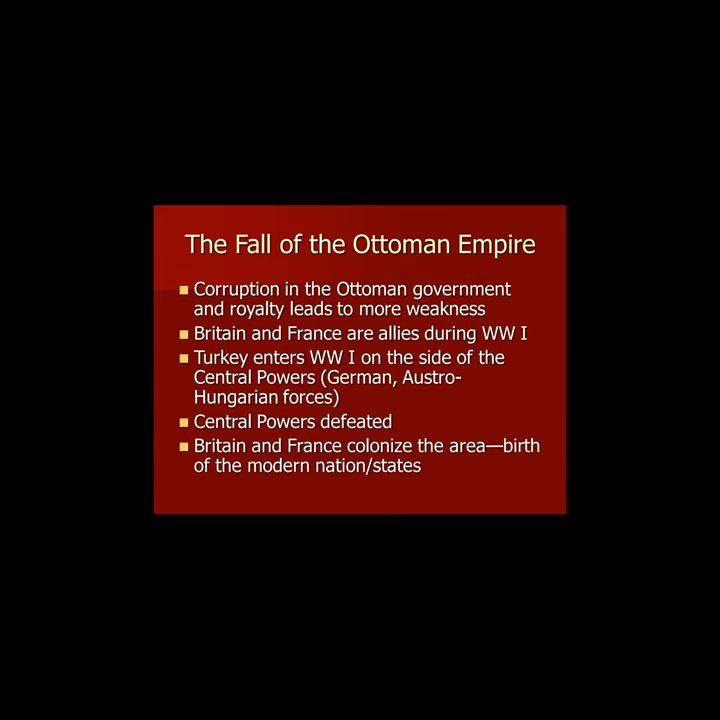 The Fall of the Ottoman Empire
Corruption in the Ottoman government
and royalty leads to more weakness
Britain and France are allies during WW I
Turkey enters WW I on the side of the
Central Powers (German, Austro-
Hungarian forces)
Central Powers defeated
Britain and France colonize the area—birth
of the modern nation/states